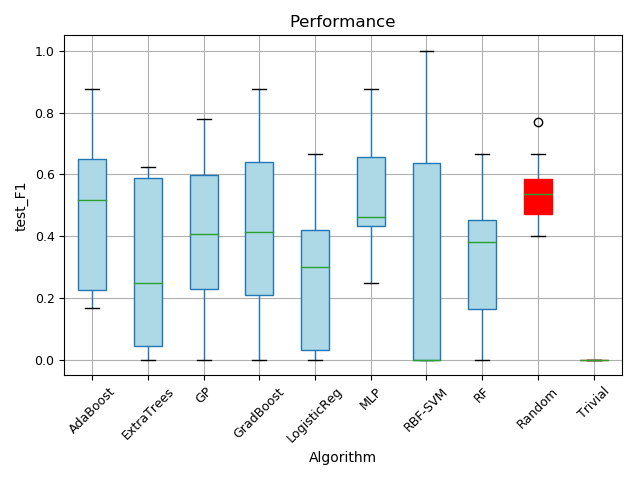 Performance
test_F1
1.0
0.8
0.6
0.4
0.2
0.0
AdaBoost
ExtraTrees
GP
GradBoost
LogisticReg
MLP
RBF-SVM
RF
Random
Trivial
Algorithm